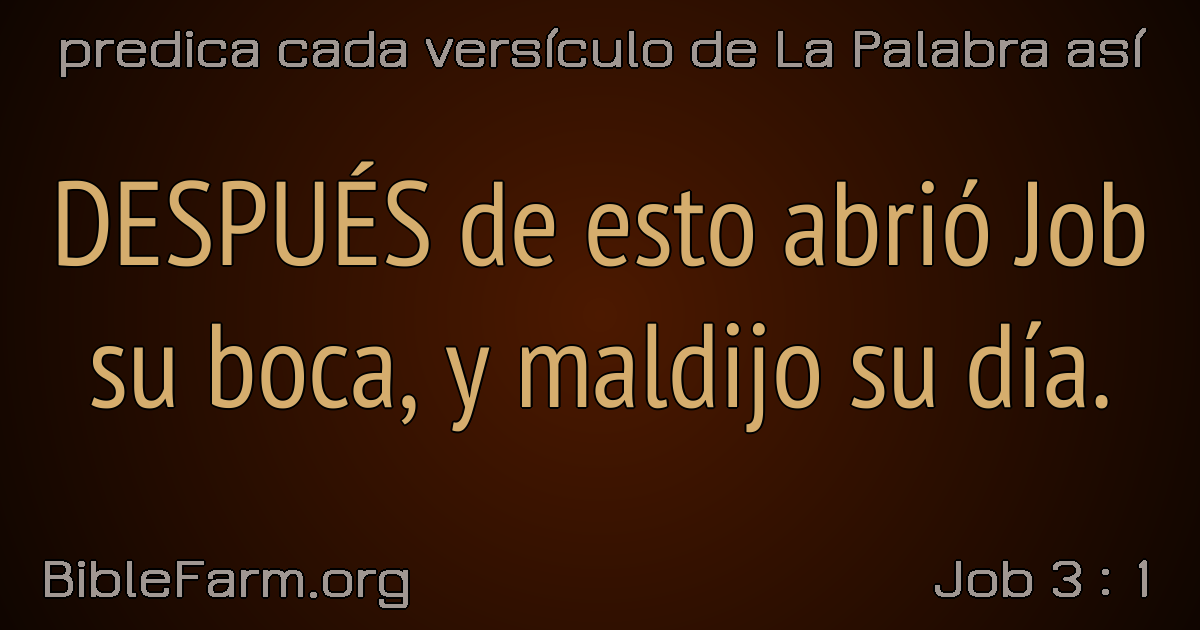 predica cada versículo de La Palabra así
DESPUÉS de esto abrió Job
su boca, y maldijo su día.
BibleFarm.org
Job 3 : 1